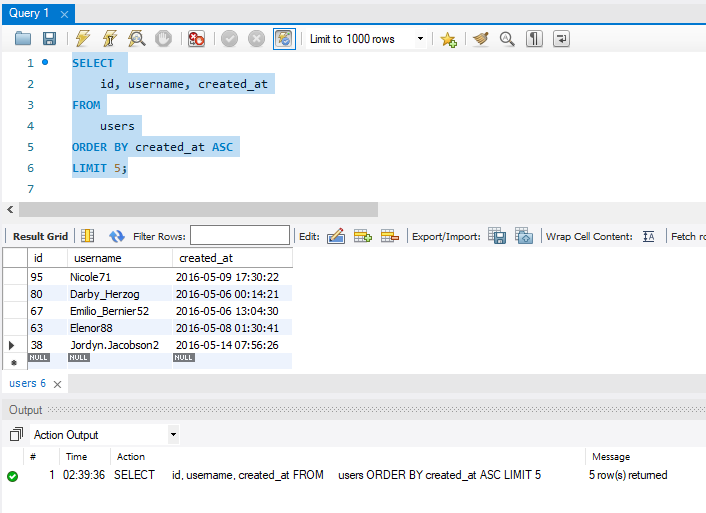 Query 1
Limit to 1000 rows
1 SELECT
2 id, username, created_at
3 FROM
4 users
5 ORDER BY created_at ASC
6 LIMIT 5;
7
Result Grid Filter Rows: Edit: Export/Import: Wrap Cell Content: Fetch ro
id username created_at
95 Nicole71 2016-05-09 17:30:22
80 Darby_Herzog 2016-05-06 00:14:21
67 Emilio_Bernier52 2016-05-06 13:04:30
63 Elenor88 2016-05-08 01:30:41
38 Jordyn.Jacobson2 2016-05-14 07:56:26
NULL NULL NULL
users 6
Output
Action Output
# Time Action Message
1 02:39:36 SELECT id, username, created_at FROM users ORDER BY created_at ASC LIMIT 5 5 row(s) returned